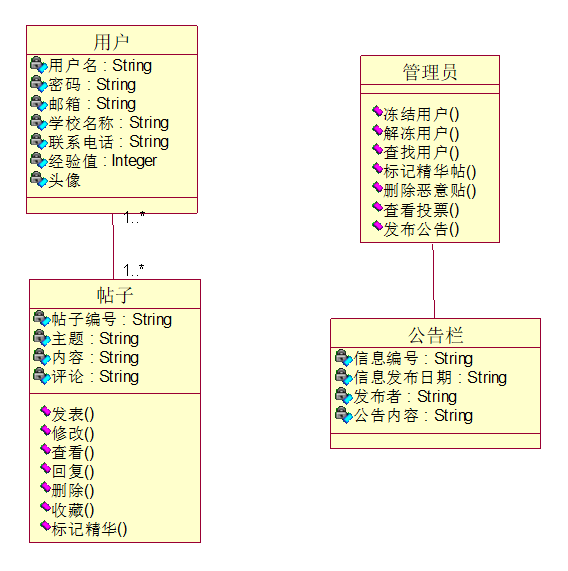 用户
用户名 : String
密码 : String
邮箱 : String
学校名称 : String
联系电话 : String
经验值 : Integer
头像
1..*
1..*
帖子
帖子编号 : String
主题 : String
内容 : String
评论 : String
发表()
修改()
查看()
回复()
删除()
收藏()
标记精华()
管理员
冻结用户()
解冻用户()
查找用户()
标记精华帖()
删除恶意贴()
查看投票()
发布公告()
公告栏
信息编号 : String
信息发布日期 : String
发布者 : String
公告内容 : String